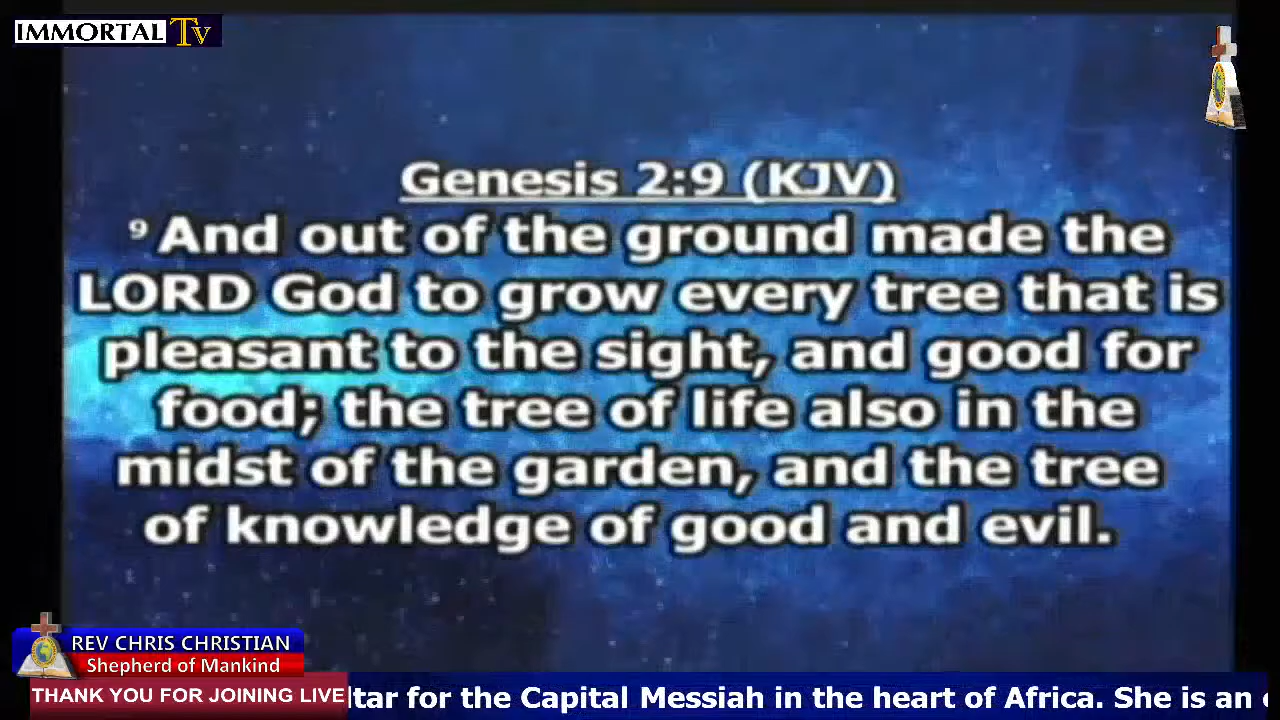 IMMORTAL Tv
Genesis 2:9 (KJV)
9 And out of the ground made the
LORD God to grow every tree that is
pleasant to the sight, and good for
food; the tree of life also in the
midst of the garden, and the tree
of knowledge of good and evil.
REV CHRIS CHRISTIAN
Shepherd of Mankind
THANK YOU FOR JOINING LIVE
for the Capital Messiah in the heart of Africa. She is an